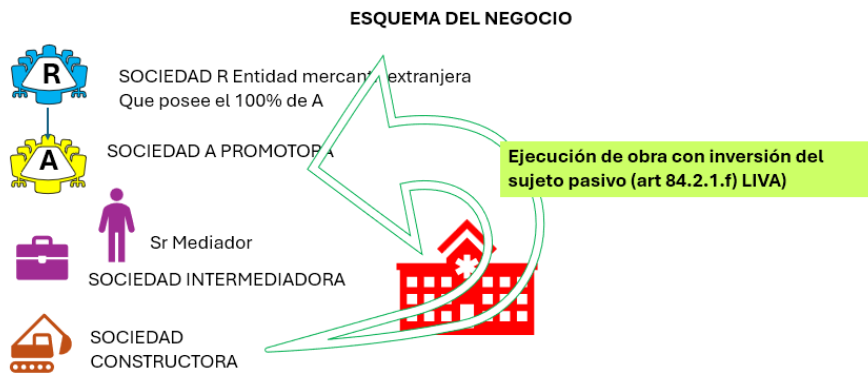 ESQUEMA DEL NEGOCIO
R
SOCIEDAD R Entidad extranjera
Que posee el 100% de A
A
SOCIEDAD A PROMOTORA
Ejecución de obra con inversión del
sujeto pasivo (art 84.2.1.f) LIVA)
Sr Mediador
SOCIEDAD INTERMEDIADORA
SOCIEDAD
CONSTRUCTORA